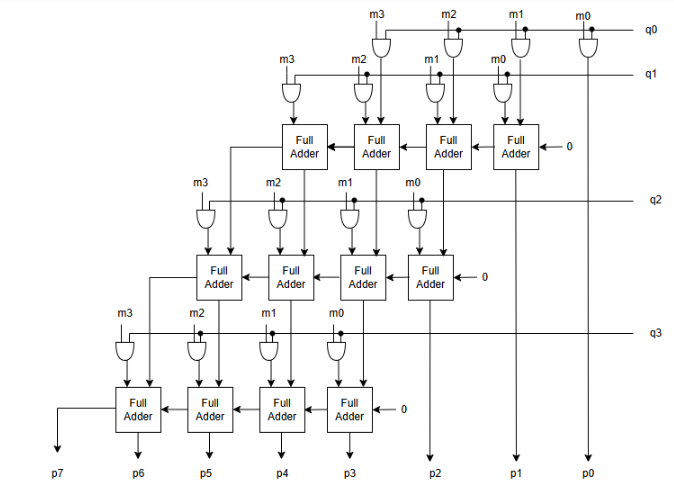 m3 m2 m1 m0
q0
m3 m2 m1 m0
q1
Full Adder
Full Adder
Full Adder
Full Adder
0
m3 m2 m1 m0
q2
Full Adder
Full Adder
Full Adder
Full Adder
0
m3 m2 m1 m0
q3
Full Adder
Full Adder
Full Adder
Full Adder
0
p7 p6 p5 p4 p3 p2 p1 p0